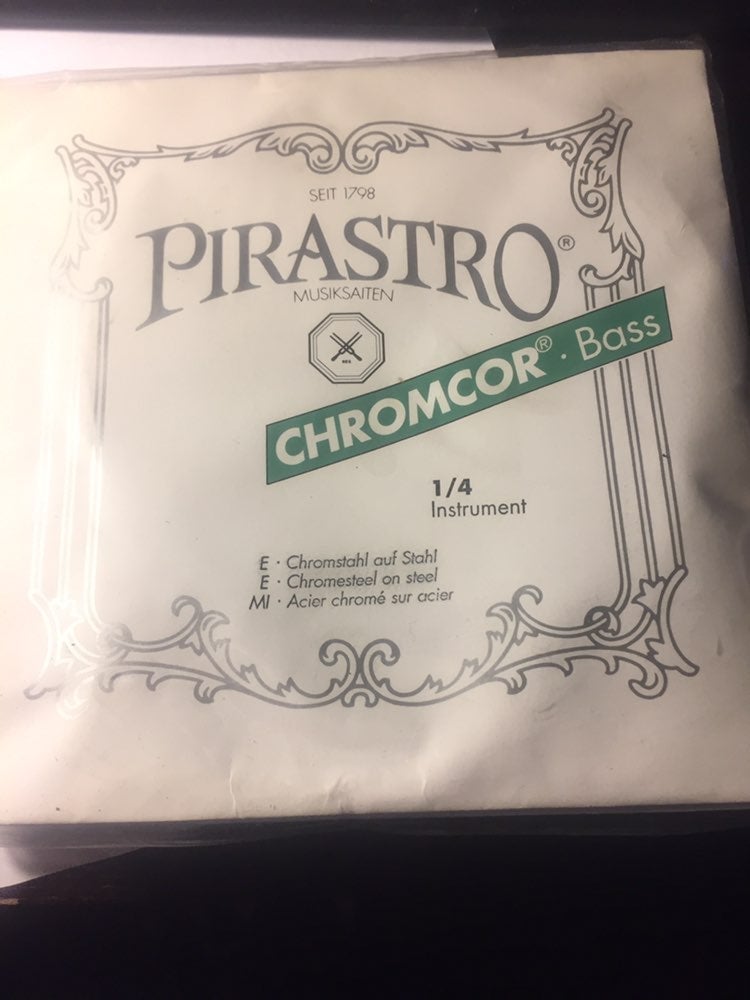 SEIT 1798
PIRASTRO®
MUSIKSAITEN
CHROMCOR® · Bass
1/4
Instrument
E · Chromstahl auf Stahl
E · Chromesteel on steel
MI · Acier chromé sur acier